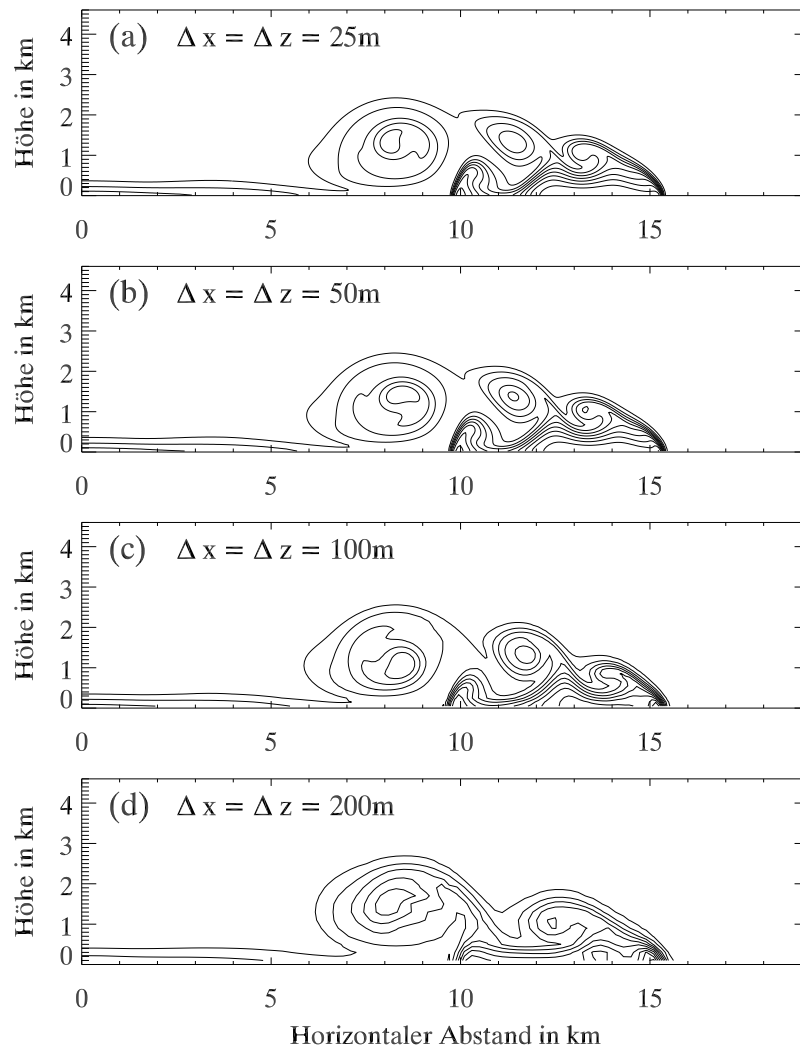 (a) Δ x = Δ z = 25m
Höhe in km
4
3
2
1
0
0 5 10 15
(b) Δ x = Δ z = 50m
Höhe in km
4
3
2
1
0
0 5 10 15
(c) Δ x = Δ z = 100m
Höhe in km
4
3
2
1
0
0 5 10 15
(d) Δ x = Δ z = 200m
Höhe in km
4
3
2
1
0
0 5 10 15
Horizontaler Abstand in km